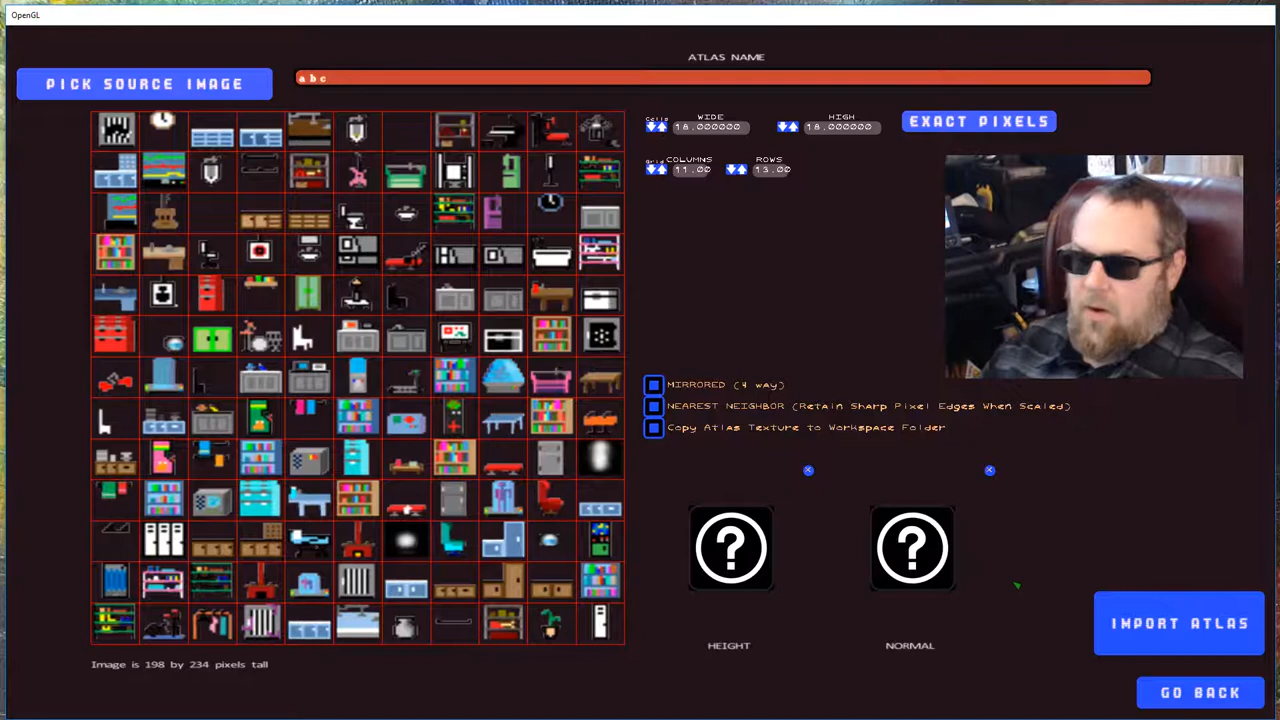 OpenGL
ATLAS NAME
PICK SOURCE IMAGE
abc
Cells
WIDE
18.000000
HIGH
18.000000
EXACT PIXELS
Grid
COLUMNS
11.00
ROWS
13.00
MIRRORED (4 way)
NEAREST NEIGHBOR (Retain Sharp Pixel Edges When Scaled)
Copy Atlas Texture to Workspace Folder
?
?
IMPORT ATLAS
HEIGHT
NORMAL
Image is 198 by 234 pixels tall
GO BACK